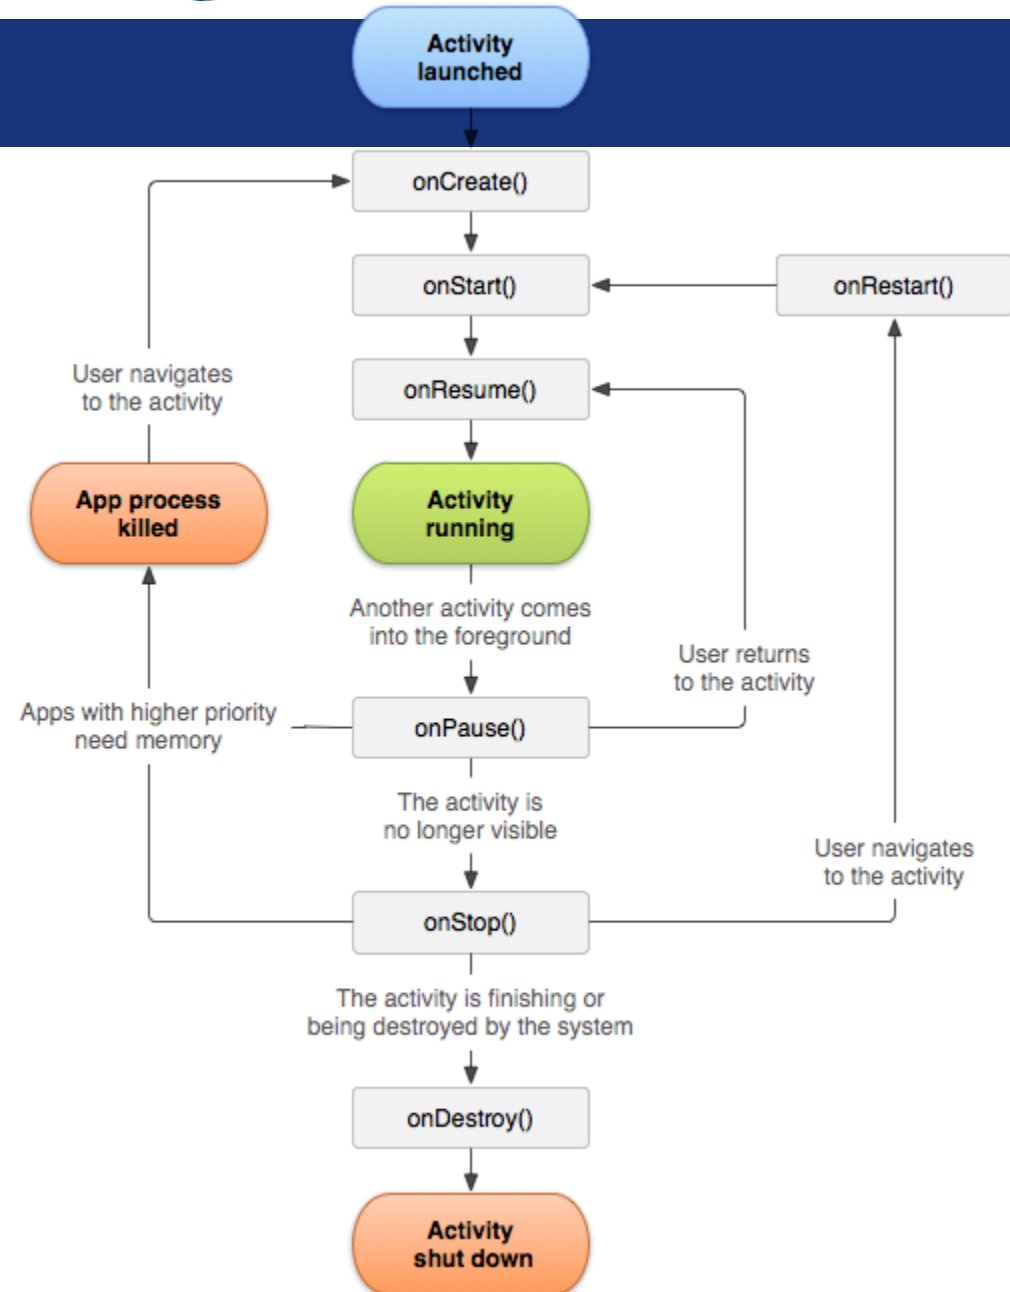 Activity
launched
onCreate()
onStart()
onRestart()
User navigates
to the activity
onResume()
App process
killed
Activity
running
Another activity comes
into the foreground
User returns
to the activity
Apps with higher priority
need memory
onPause()
The activity is
no longer visible
User navigates
to the activity
onStop()
The activity is finishing or
being destroyed by the system
onDestroy()
Activity
shut down